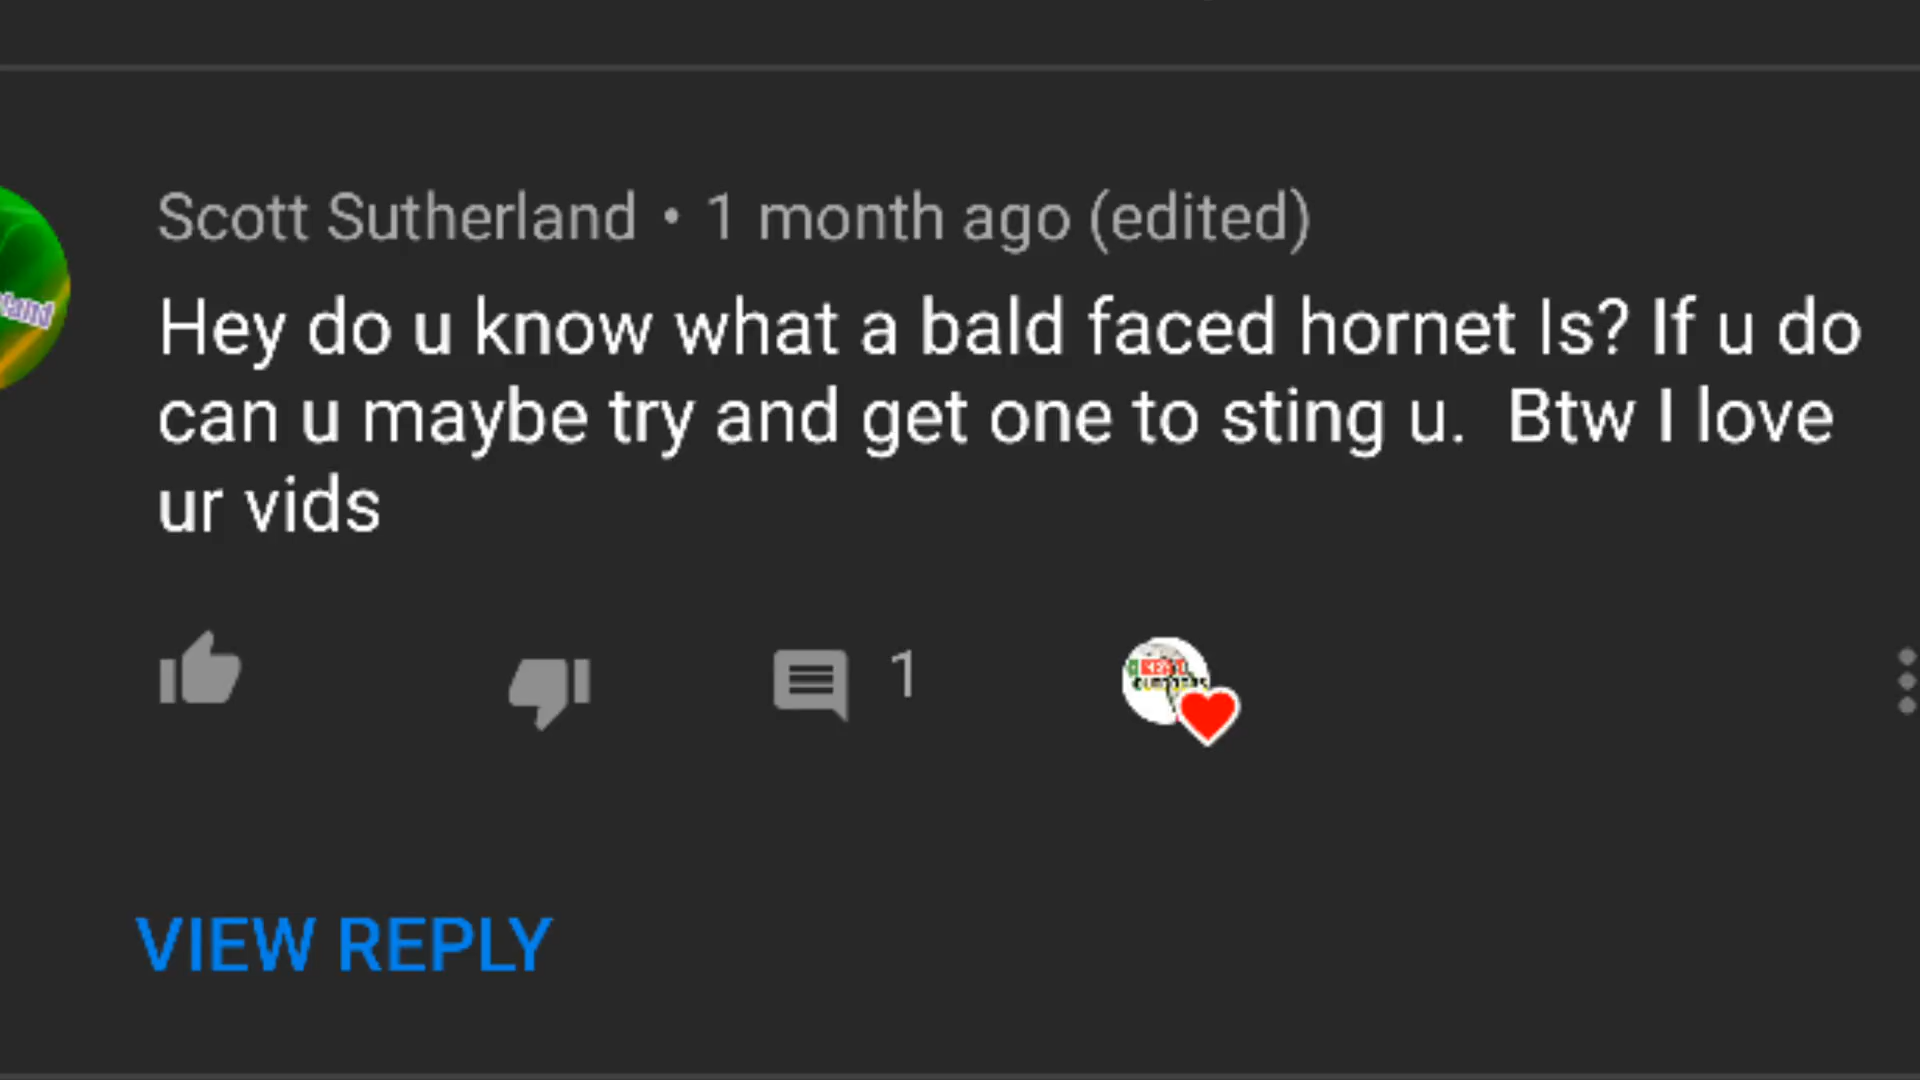 Scott Sutherland • 1 month ago (edited)
Hey do u know what a bald faced hornet Is? If u do
can u maybe try and get one to sting u.  Btw I love
ur vids
1
VIEW REPLY